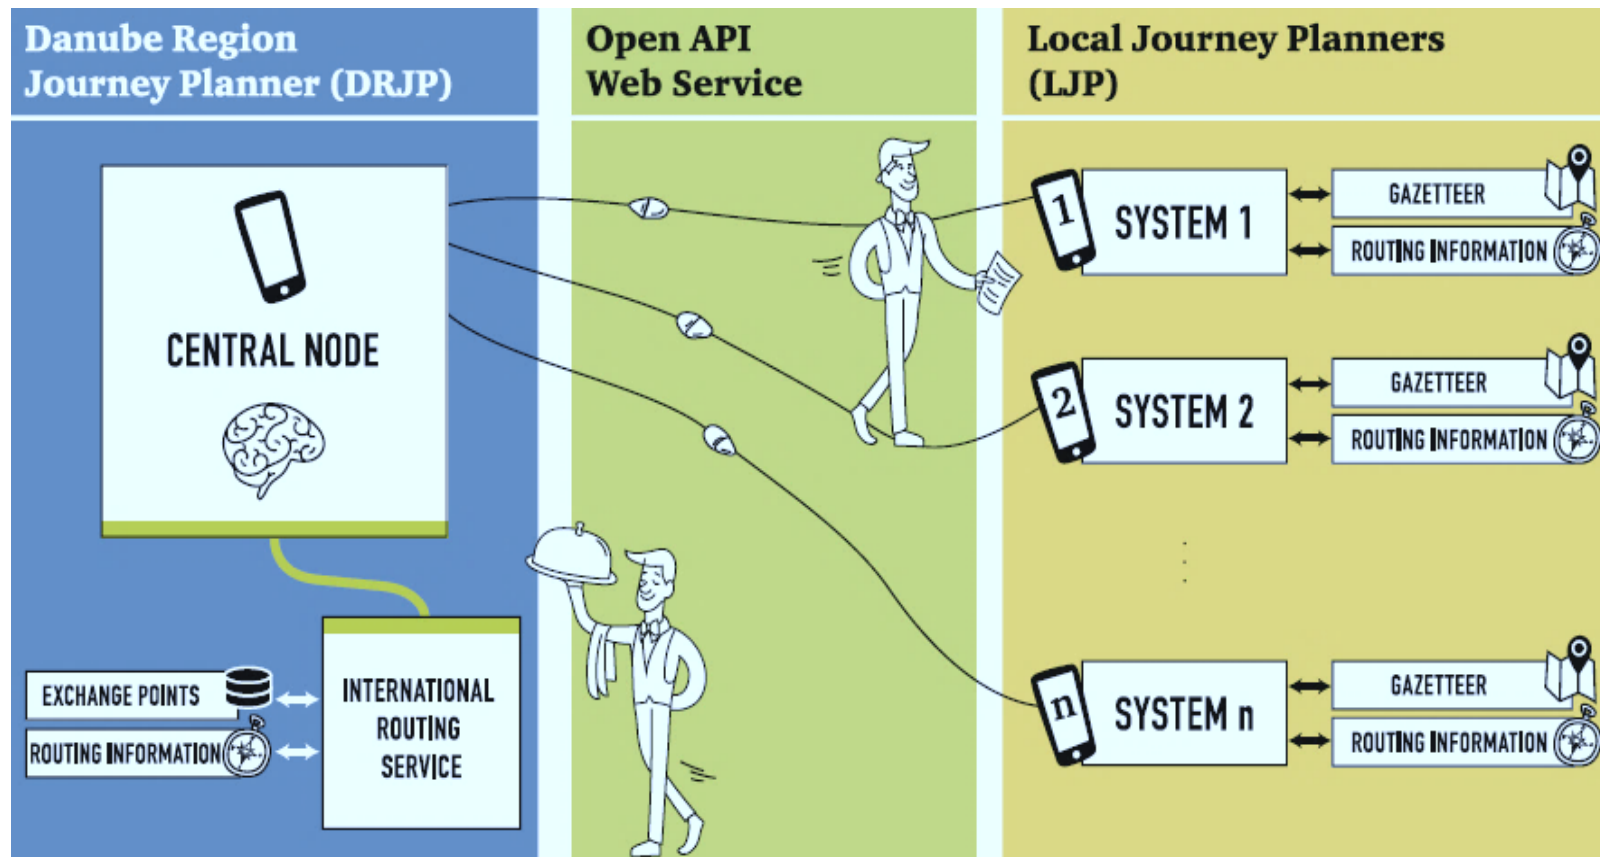 Danube Region
Journey Planner (DRJP)
Open API
Web Service
Local Journey Planners
(LJP)
CENTRAL NODE
EXCHANGE POINTS
ROUTING INFORMATION
INTERNATIONAL
ROUTING
SERVICE
1
SYSTEM 1
GAZETTEER
ROUTING INFORMATION
2
SYSTEM 2
GAZETTEER
ROUTING INFORMATION
n
SYSTEM n
GAZETTEER
ROUTING INFORMATION